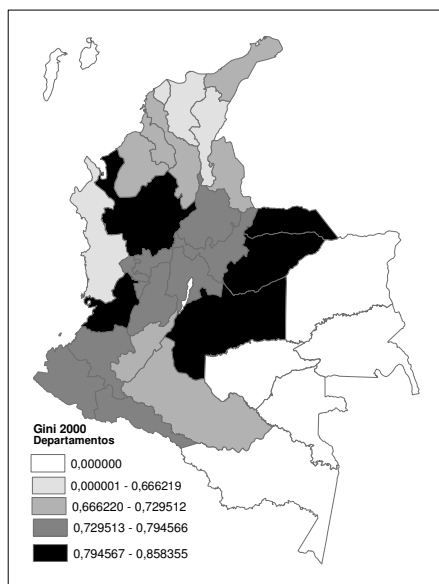 Gini 2000
Departamentos
0,000000
0,000001 - 0,666219
0,666220 - 0,729512
0,729513 - 0,794566
0,794567 - 0,858355